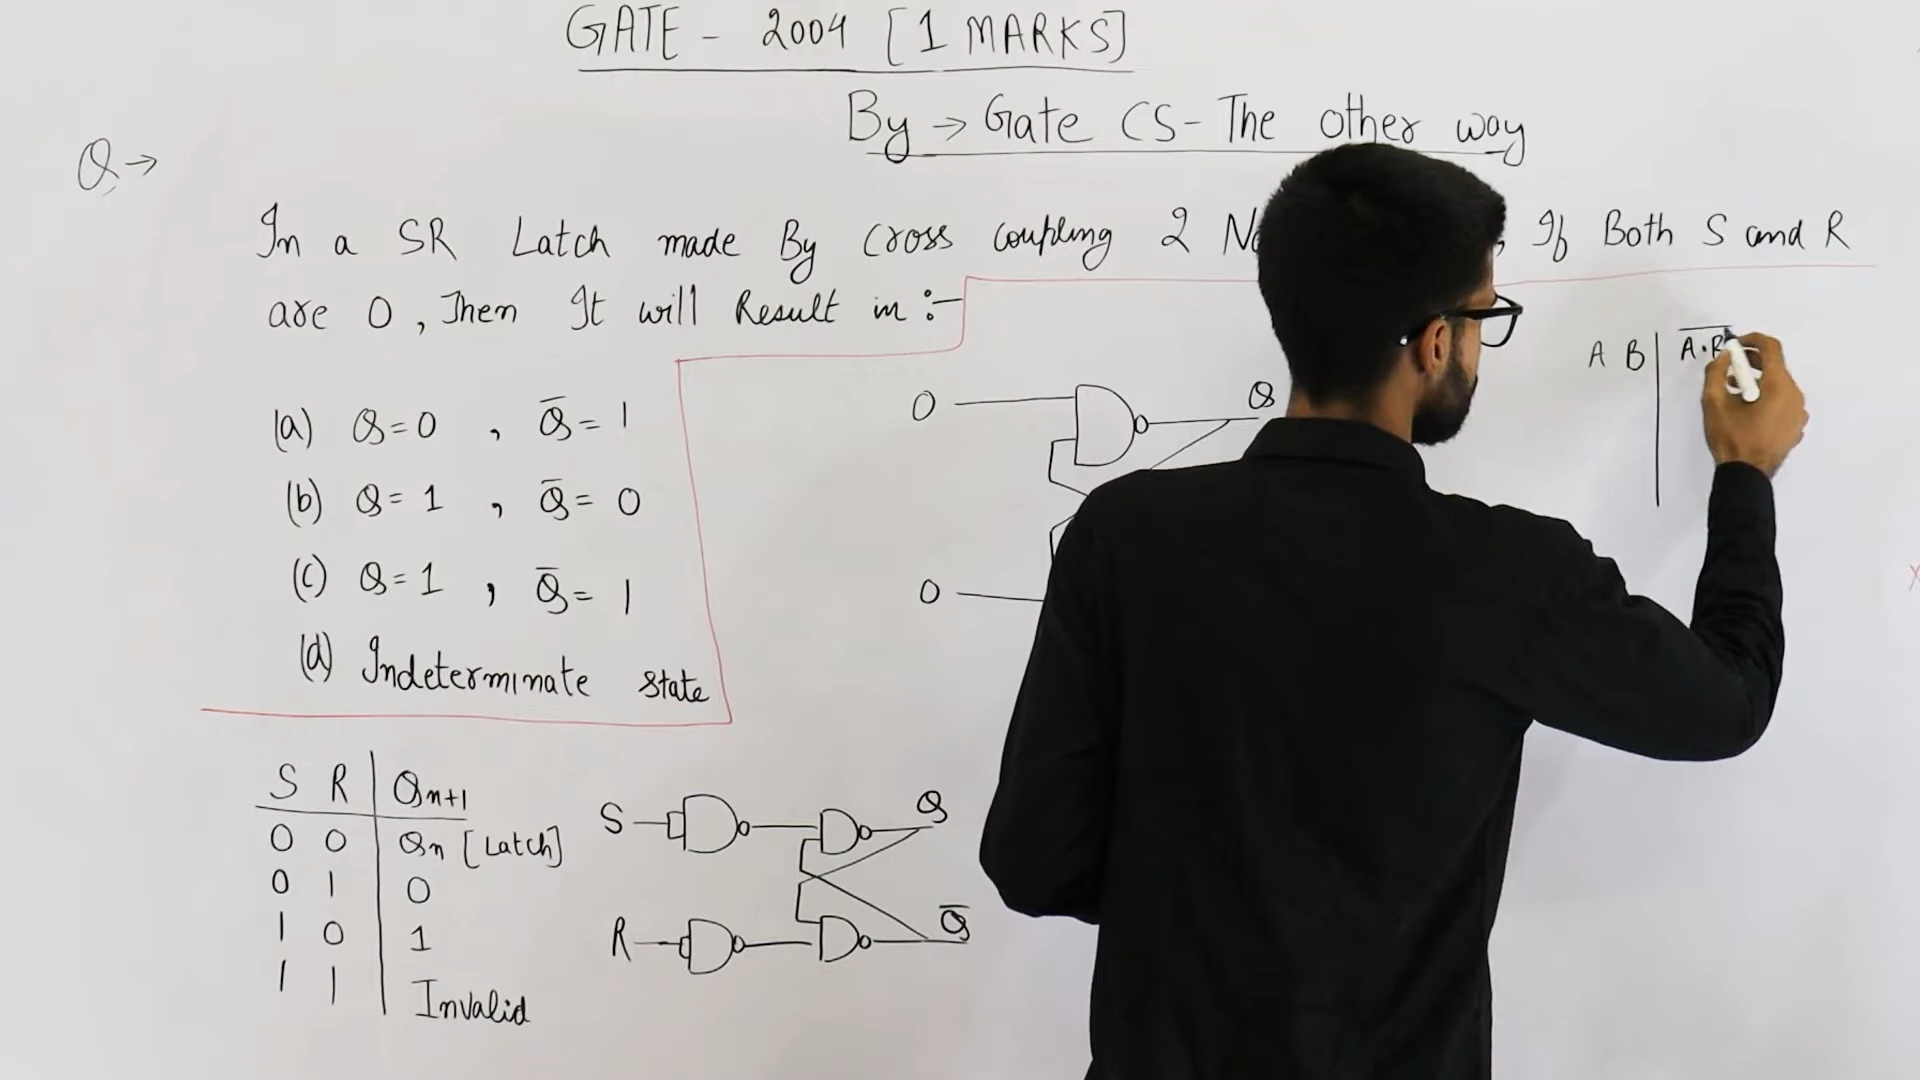 GATE - 2004 [1 MARKS]
By → Gate CS - The other way
Q →
In a SR Latch made By Cross coupling 2 , If Both S and R
are 0, Then It will Result in :-
(a) Q = 0 , Q̅ = 1
(b) Q = 1 , Q̅ = 0
(c) Q = 1 , Q̅ = 1
(d) Indeterminate state
0 Q
0
A B A·B
S R Qn+1
0 0 Qn [Latch]
0 1 0
1 0 1
1 1 Invalid
S Q
R Q̅